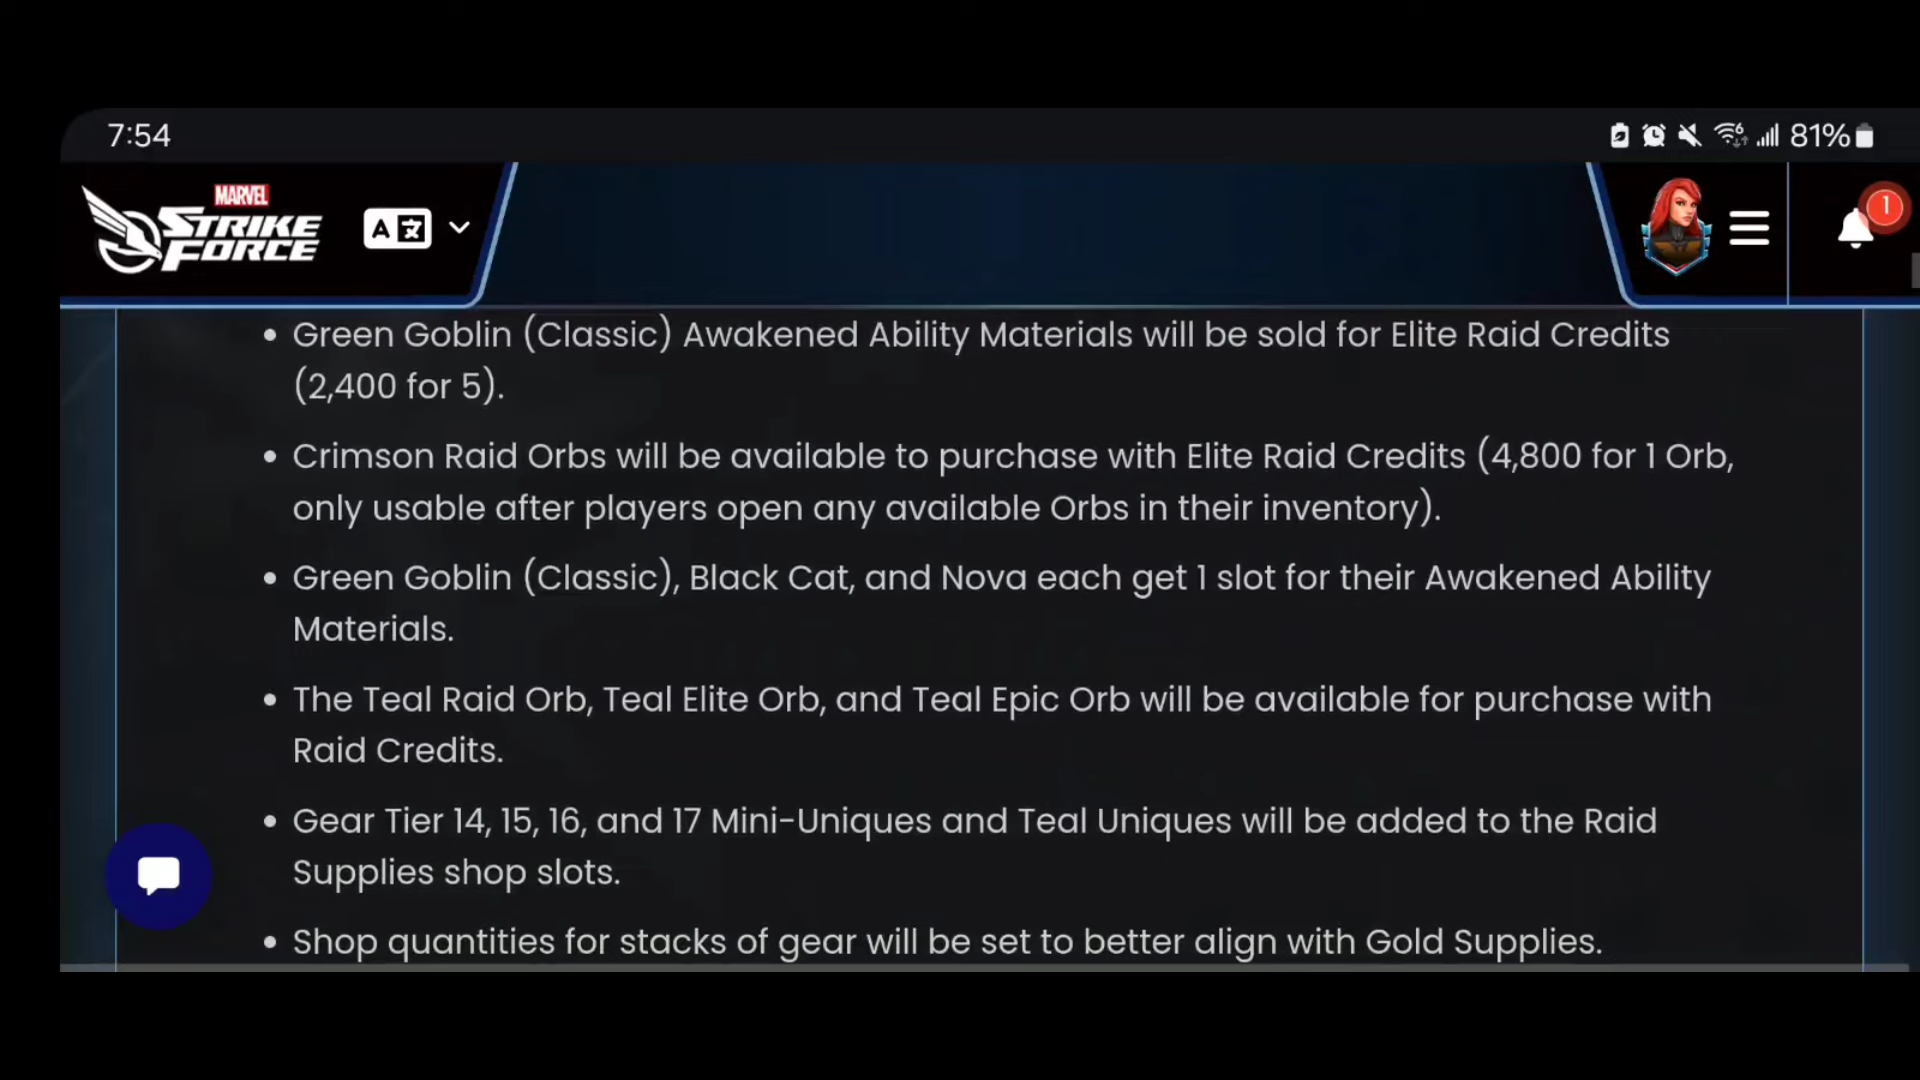 7:54
81%
MARVEL
STRIKE
FORCE
A文
1
• Green Goblin (Classic) Awakened Ability Materials will be sold for Elite Raid Credits
(2,400 for 5).
• Crimson Raid Orbs will be available to purchase with Elite Raid Credits (4,800 for 1 Orb,
only usable after players open any available Orbs in their inventory).
• Green Goblin (Classic), Black Cat, and Nova each get 1 slot for their Awakened Ability
Materials.
• The Teal Raid Orb, Teal Elite Orb, and Teal Epic Orb will be available for purchase with
Raid Credits.
• Gear Tier 14, 15, 16, and 17 Mini-Uniques and Teal Uniques will be added to the Raid
Supplies shop slots.
• Shop quantities for stacks of gear will be set to better align with Gold Supplies.